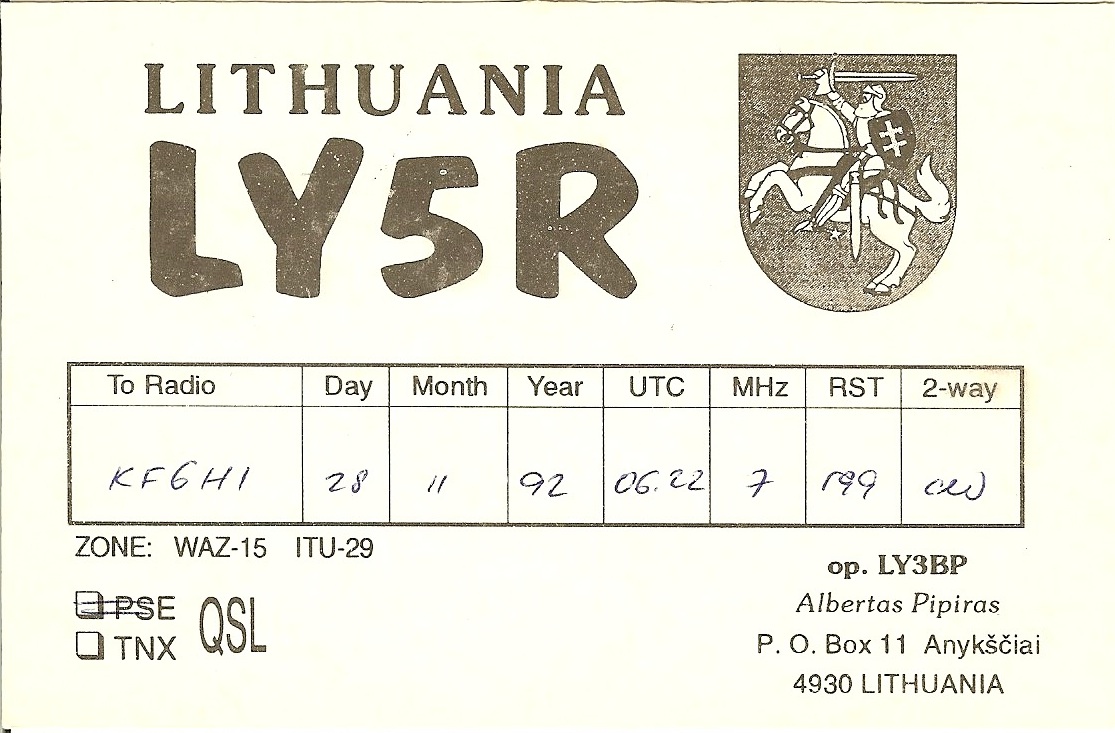 LITHUANIA
LY5R
To Radio Day Month Year UTC MHz RST 2-way
KF6HI 28 11 92 06.22 7 599 cw
ZONE: WAZ-15 ITU-29
PSE QSL
TNX
op. LY3BP
Albertas Pipiras
P. O. Box 11 Anykščiai
4930 LITHUANIA